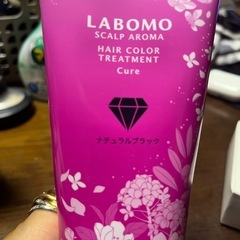 LABOMO
SCALP AROMA
HAIR COLOR
TREATMENT
Cure
ナチュラルブラック